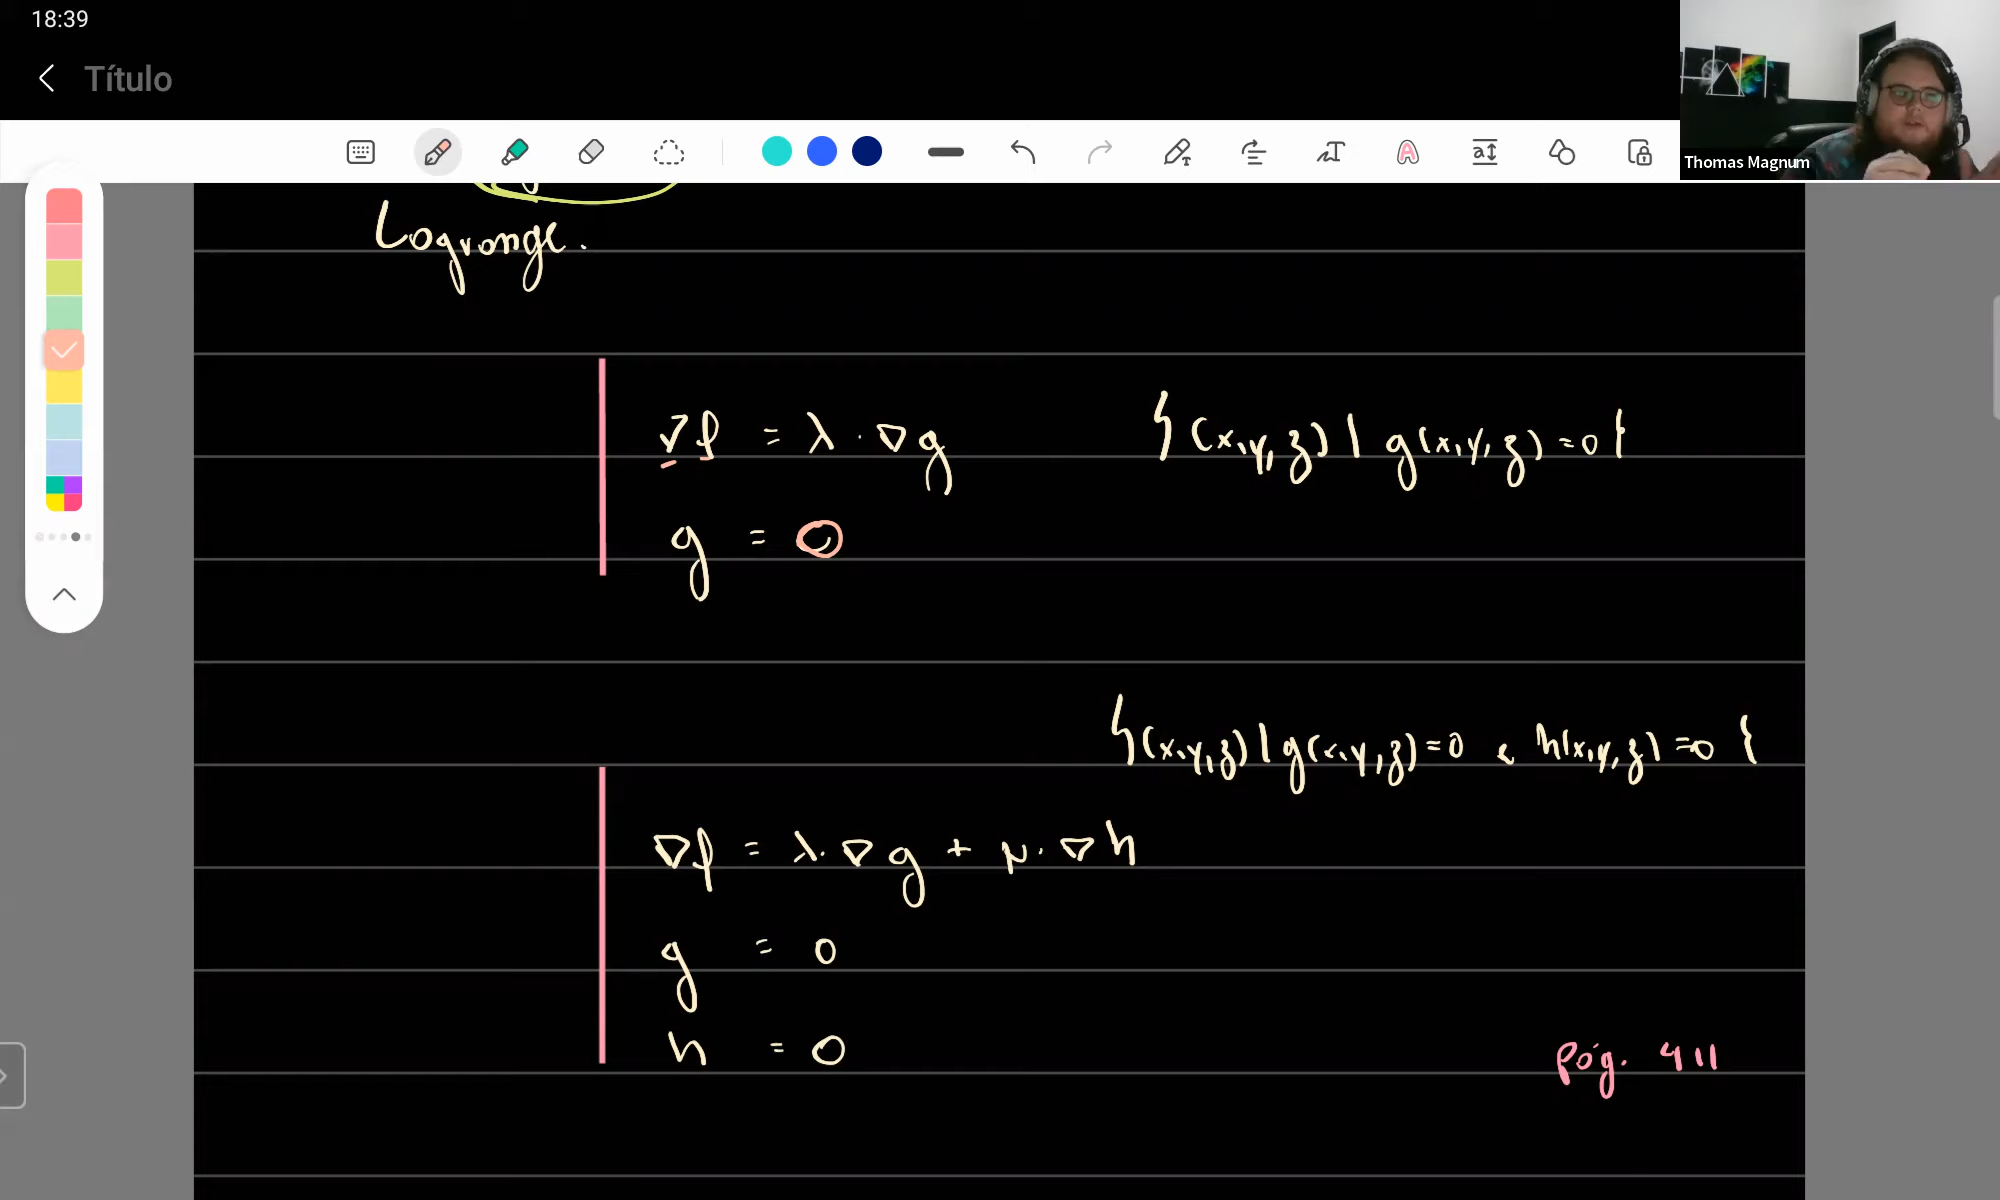 18:39
Título
Thomas Magnum
Lagrange.
∇f = λ · ∇g
{(x,y,z) | g(x,y,z) = 0}
g = 0
{(x,y,z) | g(x,y,z) = 0 e h(x,y,z) = 0}
∇f = λ · ∇g + μ · ∇h
g = 0
h = 0
pág. 411